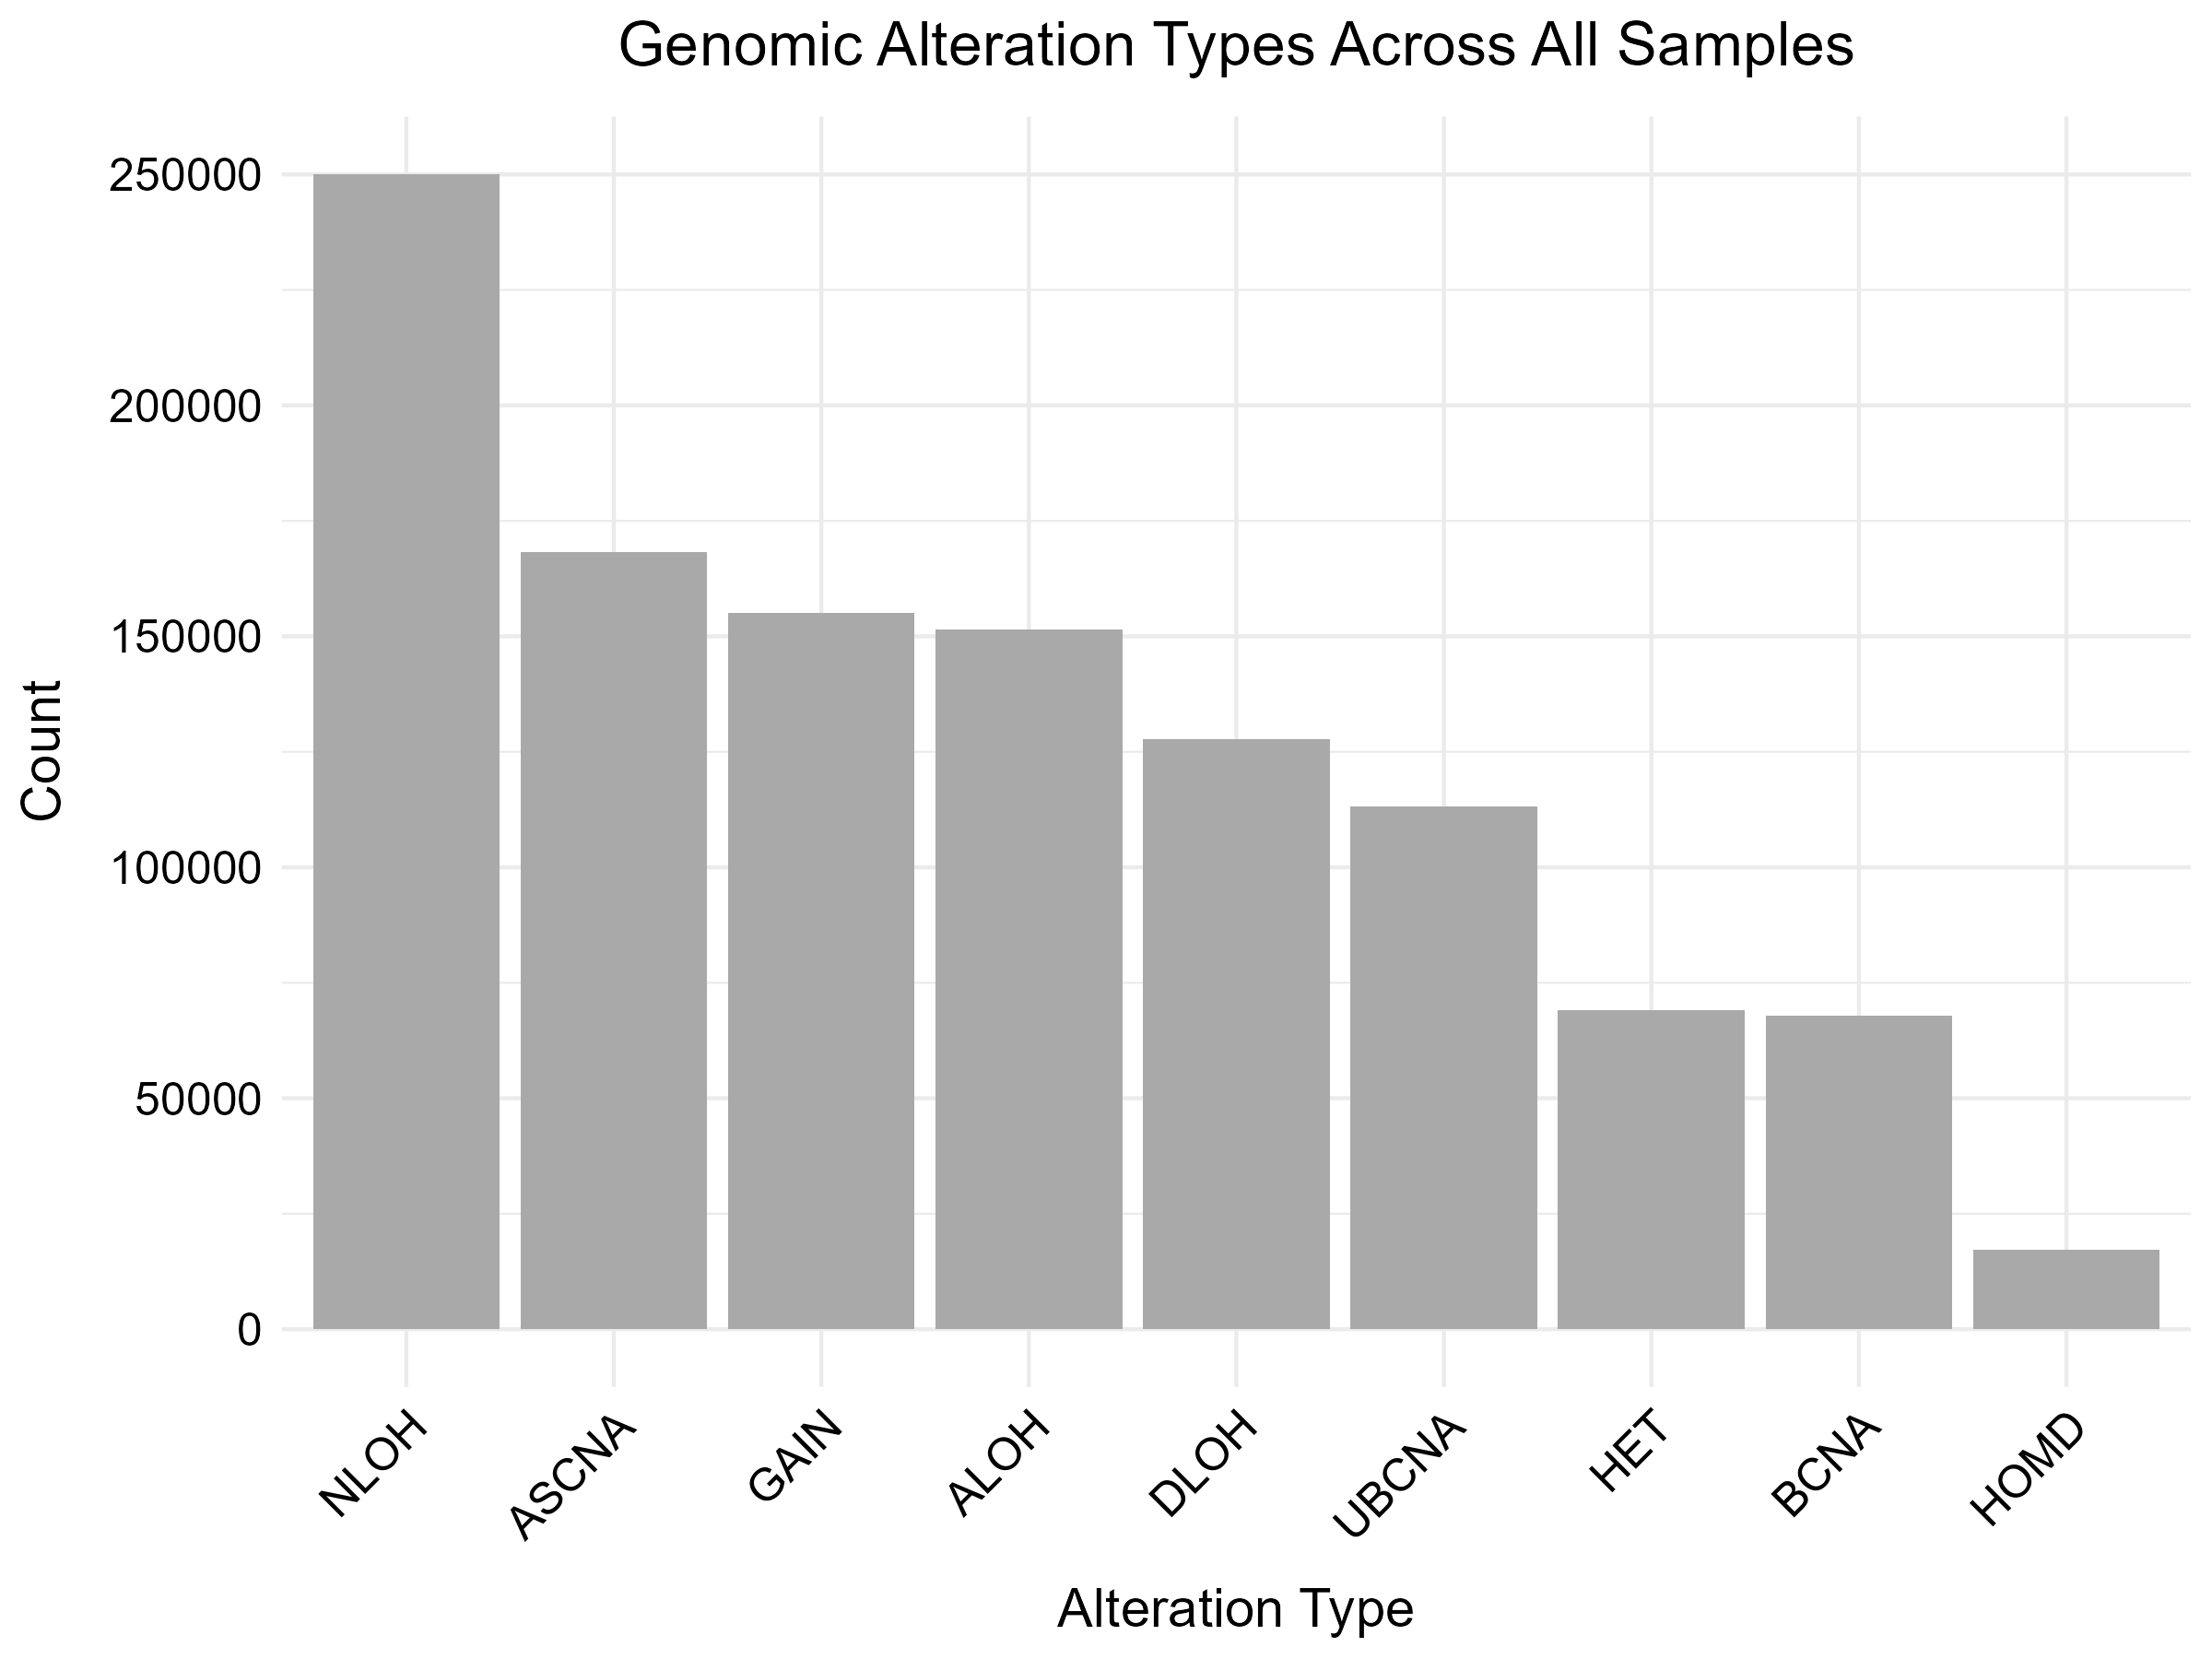 Genomic Alteration Types Across All Samples
250000
200000
150000
100000
50000
0
Count
NLOH
ASCNA
GAIN
ALOH
DLOH
UBCNA
HET
BCNA
HOMD
Alteration Type